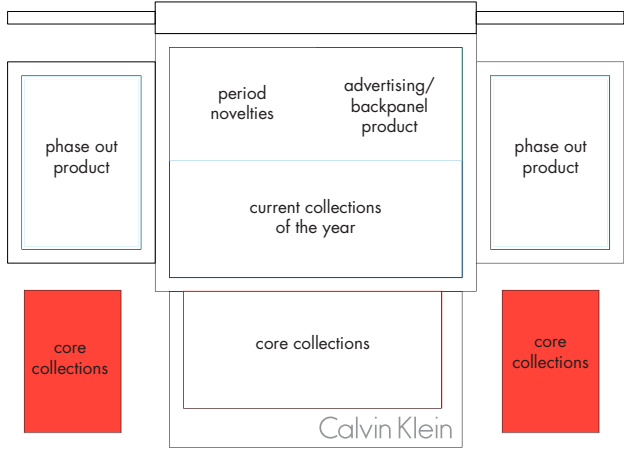 period
novelties
advertising/
backpanel
product
phase out
product
phase out
product
current collections
of the year
core
collections
core collections
core
collections
Calvin Klein